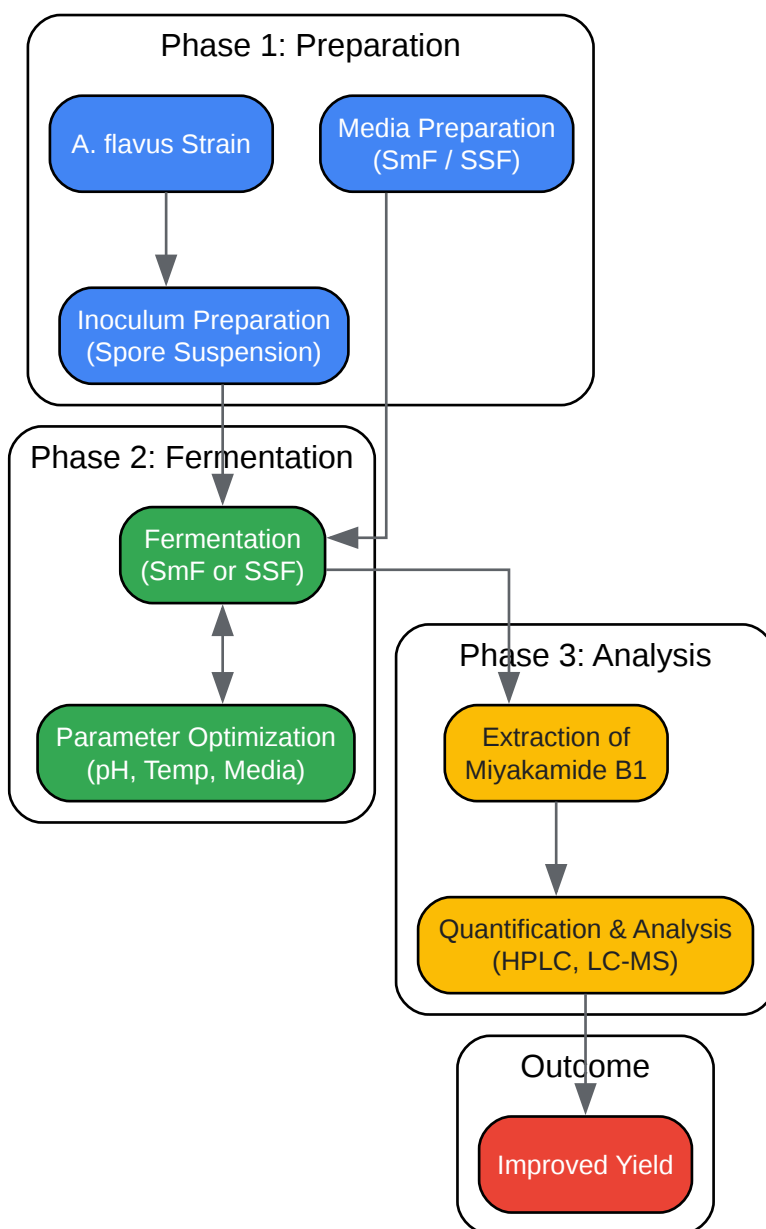 Phase 1: Preparation
A. flavus Strain
Media Preparation
(SmF / SSF)
Inoculum Preparation
(Spore Suspension)
Phase 2: Fermentation
Fermentation
(SmF or SSF)
Parameter Optimization
(pH, Temp, Media)
Phase 3: Analysis
Extraction of
Miyakamide B1
Quantification & Analysis
(HPLC, LC-MS)
Outcome
Improved Yield